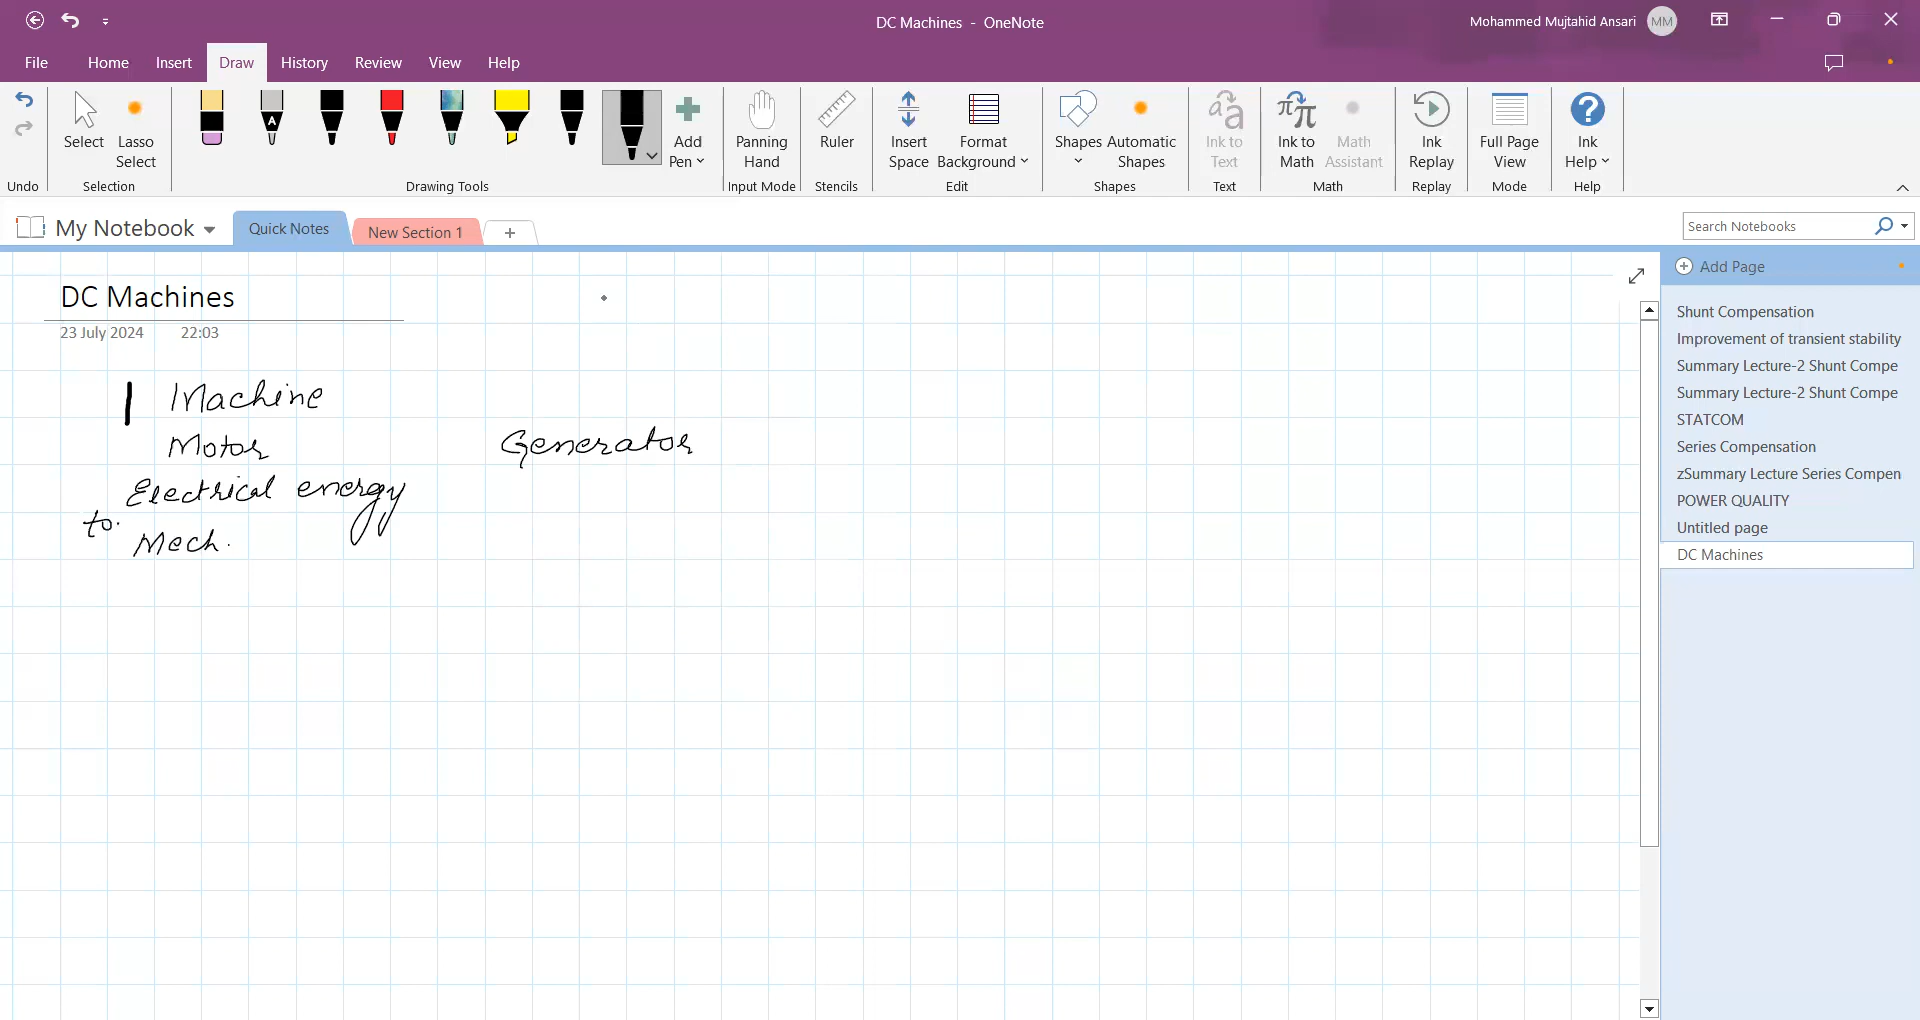 DC Machines - OneNote
Mohammed Mujtahid Ansari MM
File Home Insert Draw History Review View Help
Select
Lasso Select
A
Add Pen
Panning Hand
Ruler
Insert Space
Format Background
Shapes
Automatic Shapes
Ink to Text
Ink to Math
Math Assistant
Ink Replay
Full Page View
Ink Help
Undo Selection Drawing Tools Input Mode Stencils Edit Shapes Text Math Replay Mode Help
My Notebook Quick Notes New Section 1 +
Search Notebooks
Add Page
DC Machines
23 July 2024 22:03
Machine
Motor Generator
Electrical energy
to.
Mech.
Shunt Compensation
Improvement of transient stability
Summary Lecture-2 Shunt Compe
Summary Lecture-2 Shunt Compe
STATCOM
Series Compensation
zSummary Lecture Series Compen
POWER QUALITY
Untitled page
DC Machines